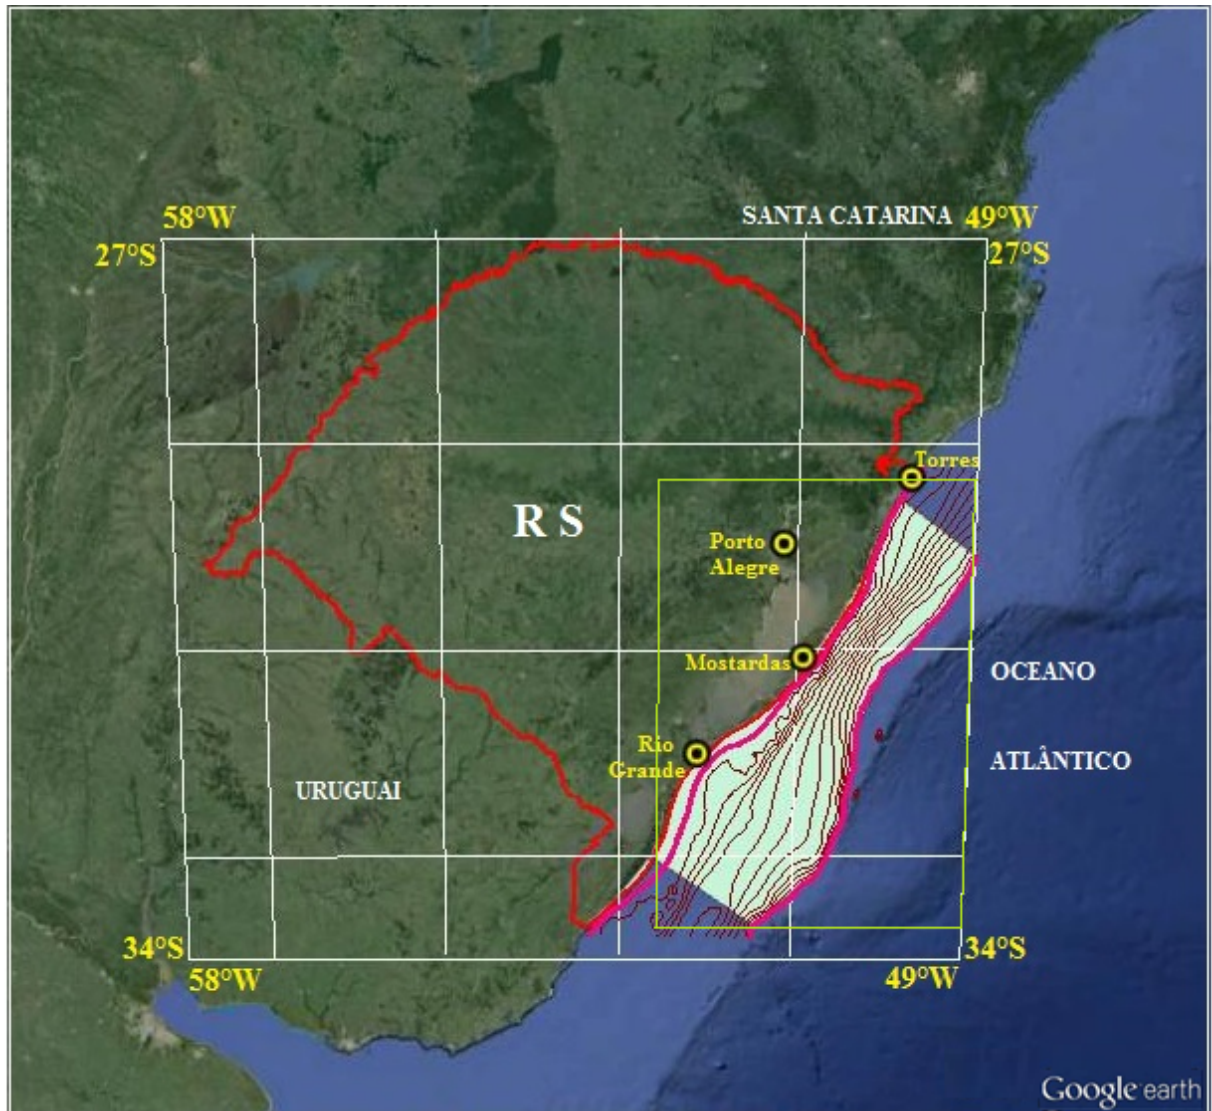 58°W
SANTA CATARINA
49°W
27°S
27°S
Torres
R S
Porto
Alegre
Mostardas
OCEANO
Rio
Grande
ATLÂNTICO
URUGUAI
34°S
34°S
58°W
49°W
Google earth